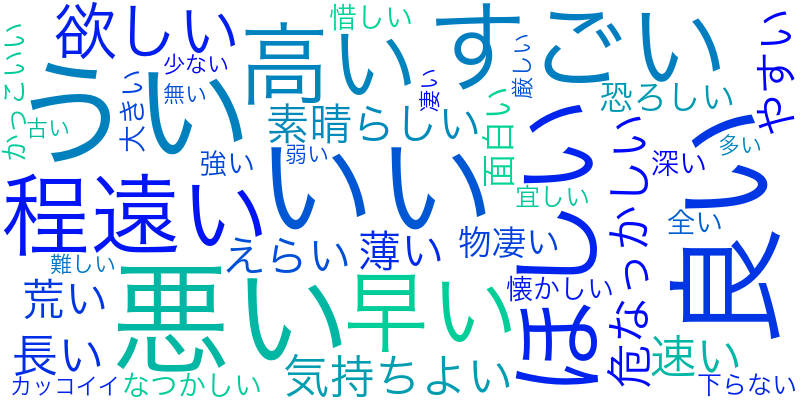 欲しい
惜しい
すごい
高い
かっこいい
うい
少ない
大きい
無い
古い
凄い
厳しい
恐ろしい
やすい
素晴らしい
面白い
ほしい
良い
多い
強い
弱い
いい
危なっかしい
深い
程遠い
宜しい
全い
えらい
薄い
物凄い
難しい
悪い
早い
荒い
懐かしい
長い
速い
気持ちよい
カッコイイ
なつかしい
下らない